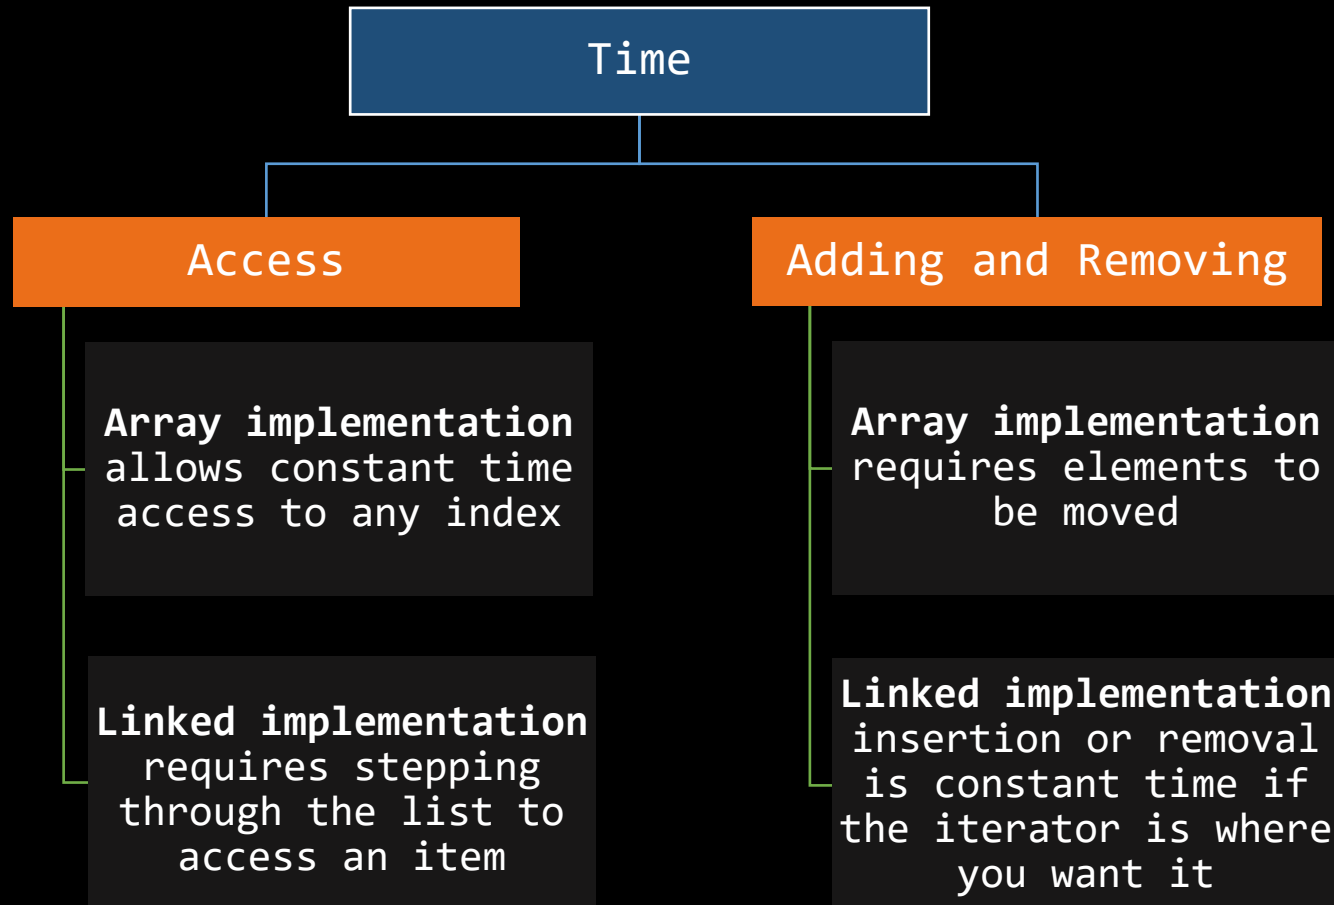 Time
Access
Array implementation
allows constant time
access to any index
Linked implementation
requires stepping
through the list to
access an item
Adding and Removing
Array implementation
requires elements to
be moved
Linked implementation
insertion or removal
is constant time if
the iterator is where
you want it